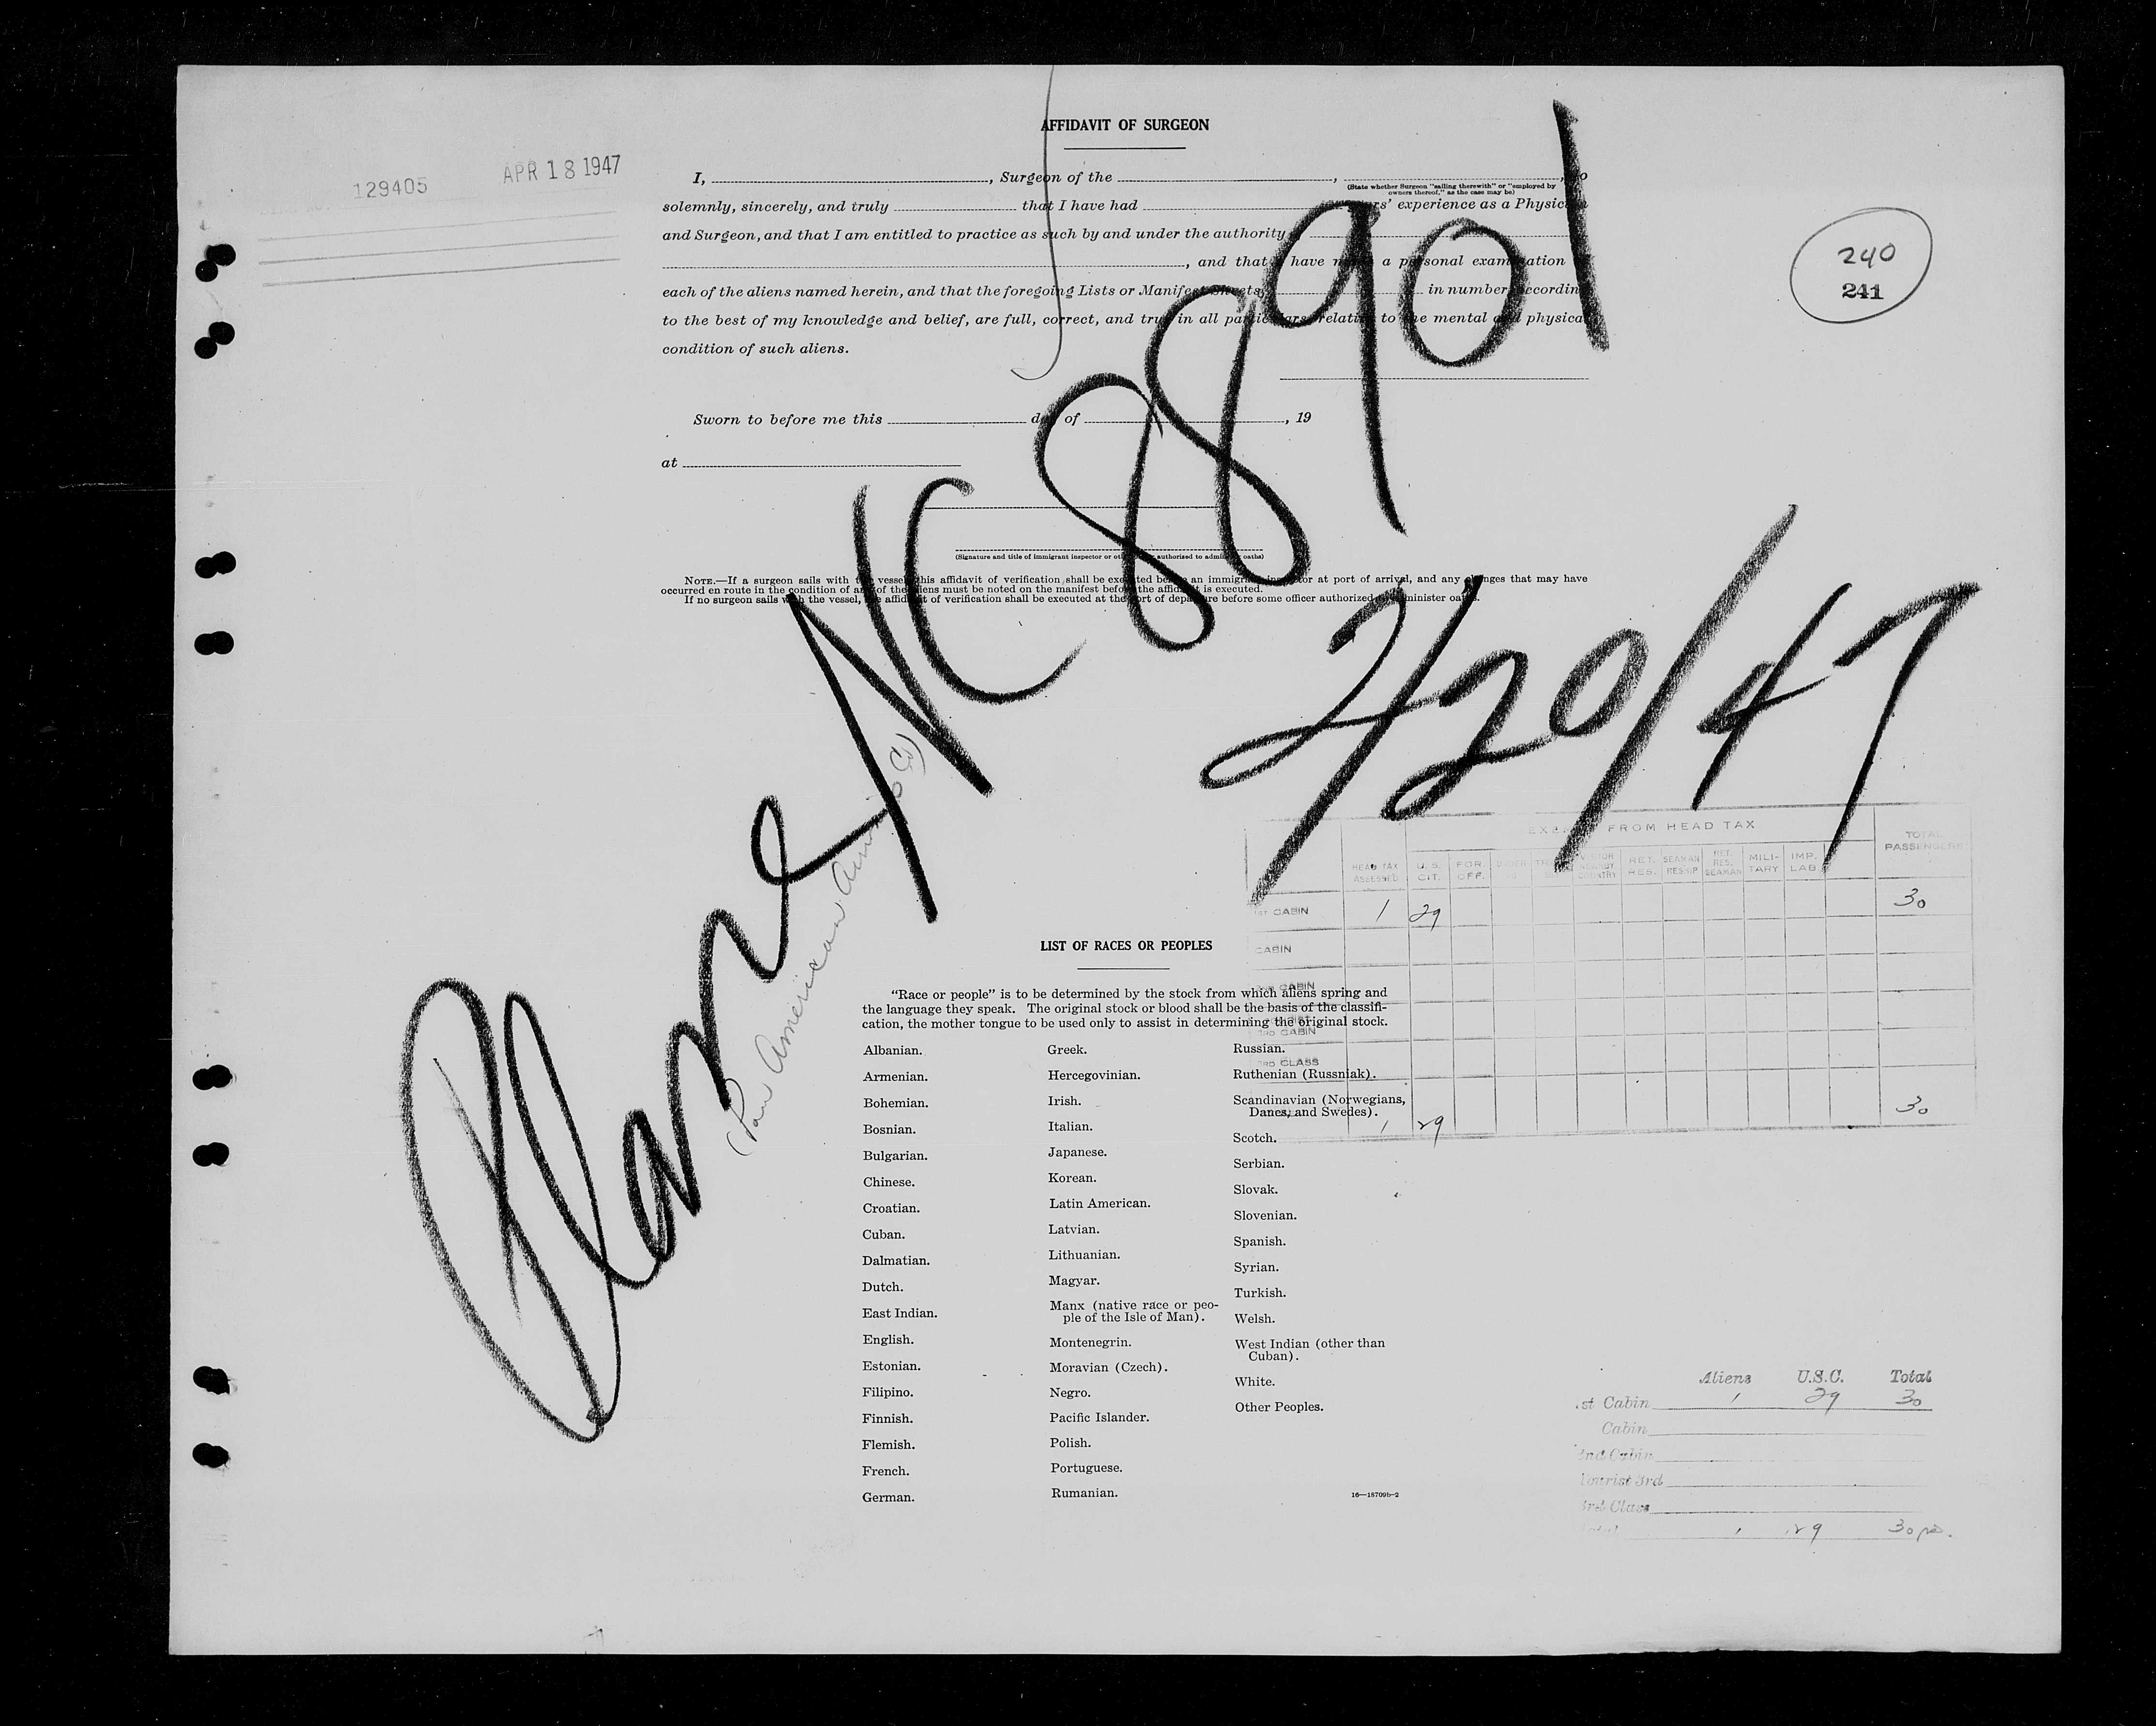 AFFIDAVIT OF SURGEON
129405 APR 18 1947
I, , Surgeon of the , , do
(State whether Surgeon "sailing therewith" or "employed by owners thereof," as the case may be)
solemnly, sincerely, and truly that I have had years' experience as a Physician
and Surgeon, and that I am entitled to practice as such by and under the authority
, and that I have made a personal examination
each of the aliens named herein, and that the foregoing Lists or Manifest Sheets, in number, according
to the best of my knowledge and belief, are full, correct, and true in all particulars relative to the mental and physical
condition of such aliens.
240
241
Sworn to before me this day of , 19
at
(Signature and title of immigrant inspector or other officer authorized to administer oaths)
NOTE.—If a surgeon sails with the vessel, this affidavit of verification shall be executed before an immigrant inspector at port of arrival, and any changes that may have
occurred en route in the condition of any of the aliens must be noted on the manifest before the affidavit is executed.
If no surgeon sails with the vessel, the affidavit of verification shall be executed at the port of departure before some officer authorized to administer oaths.
Plane NC 88901
2/20/47
(Pan American
EXEMPT FROM HEAD TAX
HEAD TAX ASSESSED U.S. CIT. FOR. OFF. RET. RES. SEAMAN RESHIP RET. RES. SEAMAN MILITARY IMP. LAB. TOTAL PASSENGERS
1st CABIN 1 29 30
CABIN
CABIN
3RD CABIN
3RD CLASS
1 29 30
LIST OF RACES OR PEOPLES
"Race or people" is to be determined by the stock from which aliens spring and
the language they speak. The original stock or blood shall be the basis of the classifi-
cation, the mother tongue to be used only to assist in determining the original stock.
Albanian.
Armenian.
Bohemian.
Bosnian.
Bulgarian.
Chinese.
Croatian.
Cuban.
Dalmatian.
Dutch.
East Indian.
English.
Estonian.
Filipino.
Finnish.
Flemish.
French.
German.
Greek.
Hercegovinian.
Irish.
Italian.
Japanese.
Korean.
Latin American.
Latvian.
Lithuanian.
Magyar.
Manx (native race or peo-
ple of the Isle of Man).
Montenegrin.
Moravian (Czech).
Negro.
Pacific Islander.
Polish.
Portuguese.
Rumanian.
Russian.
Ruthenian (Russniak).
Scandinavian (Norwegians,
Danes, and Swedes).
Scotch.
Serbian.
Slovak.
Slovenian.
Spanish.
Syrian.
Turkish.
Welsh.
West Indian (other than
Cuban).
White.
Other Peoples.
16—18709b-2
Aliens U.S.C. Total
1st Cabin 1 29 30
Cabin
2nd Cabin
Tourist 3rd
3rd Class
Total 1 29 30